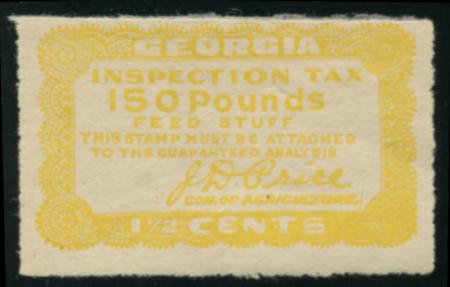 GEORGIA
INSPECTION TAX
150 Pounds
FEED STUFF
THIS STAMP MUST BE ATTACHED
TO THE GUARANTEED ANALYSIS
J.D. Price
COM. OF AGRICULTURE.
1½ CENTS